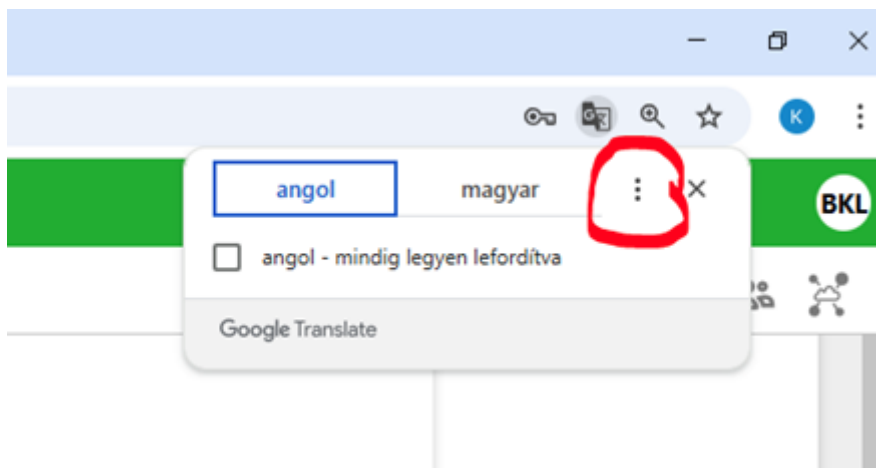 K
angol magyar
BKL
angol - mindig legyen lefordítva
Google Translate